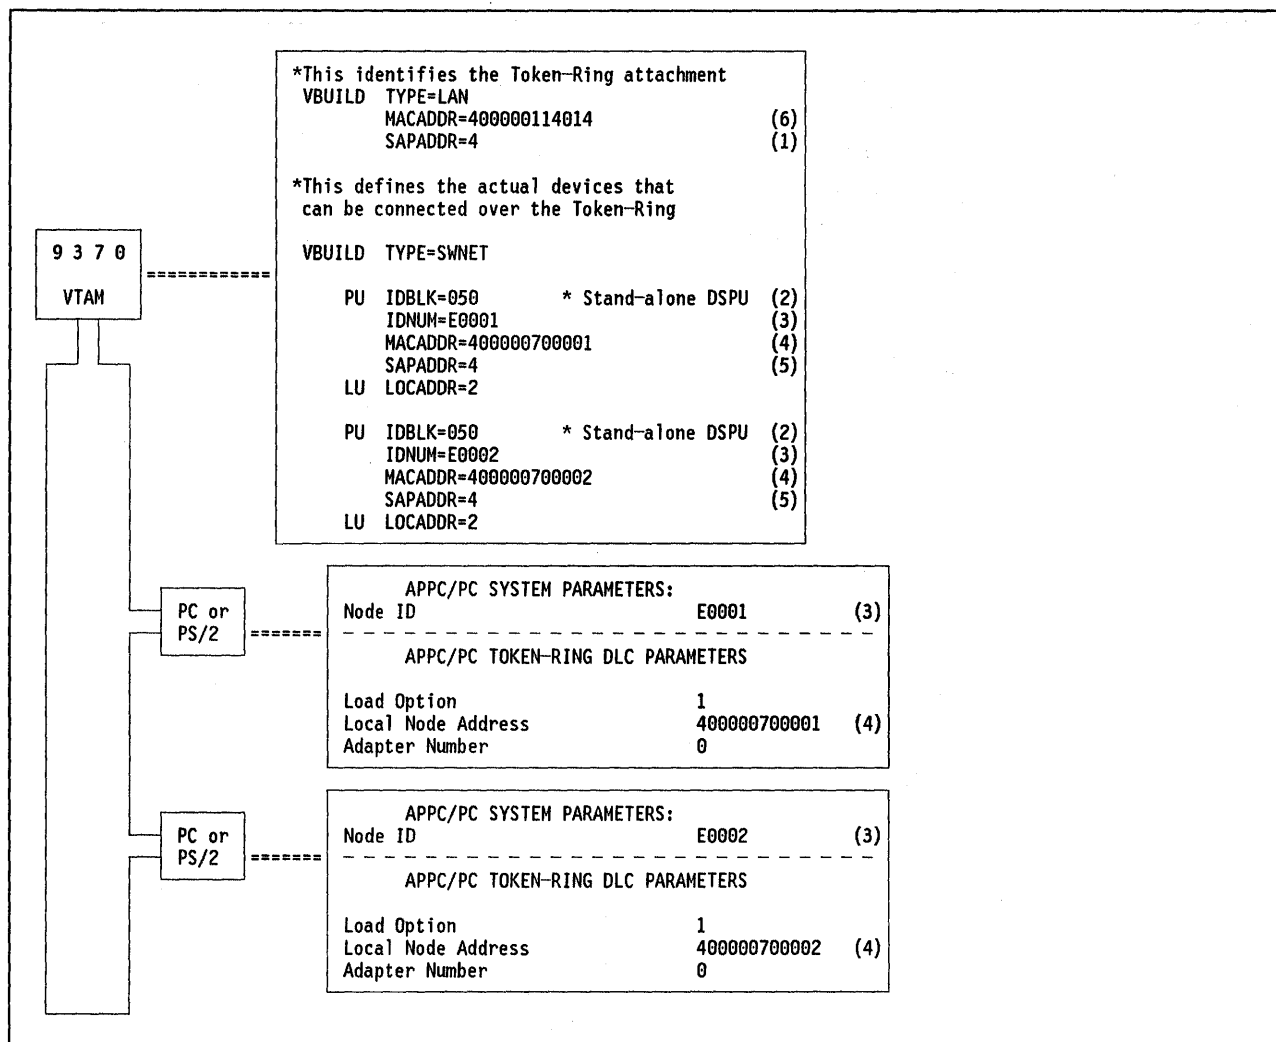 *This identifies the Token-Ring attachment
VBUILD TYPE=LAN
MACADDR=400000114014 (6)
SAPADDR=4 (1)
*This defines the actual devices that
can be connected over the Token-Ring
VBUILD TYPE=SWNET
PU IDBLK=050 * Stand-alone DSPU (2)
IDNUM=E0001 (3)
MACADDR=400000700001 (4)
SAPADDR=4 (5)
LU LOCADDR=2
PU IDBLK=050 * Stand-alone DSPU (2)
IDNUM=E0002 (3)
MACADDR=400000700002 (4)
SAPADDR=4 (5)
LU LOCADDR=2
9 3 7 0
VTAM
============
PC or
PS/2
=======
APPC/PC SYSTEM PARAMETERS:
Node ID E0001 (3)
APPC/PC TOKEN-RING DLC PARAMETERS
Load Option 1
Local Node Address 400000700001 (4)
Adapter Number 0
PC or
PS/2
=======
APPC/PC SYSTEM PARAMETERS:
Node ID E0002 (3)
APPC/PC TOKEN-RING DLC PARAMETERS
Load Option 1
Local Node Address 400000700002 (4)
Adapter Number 0